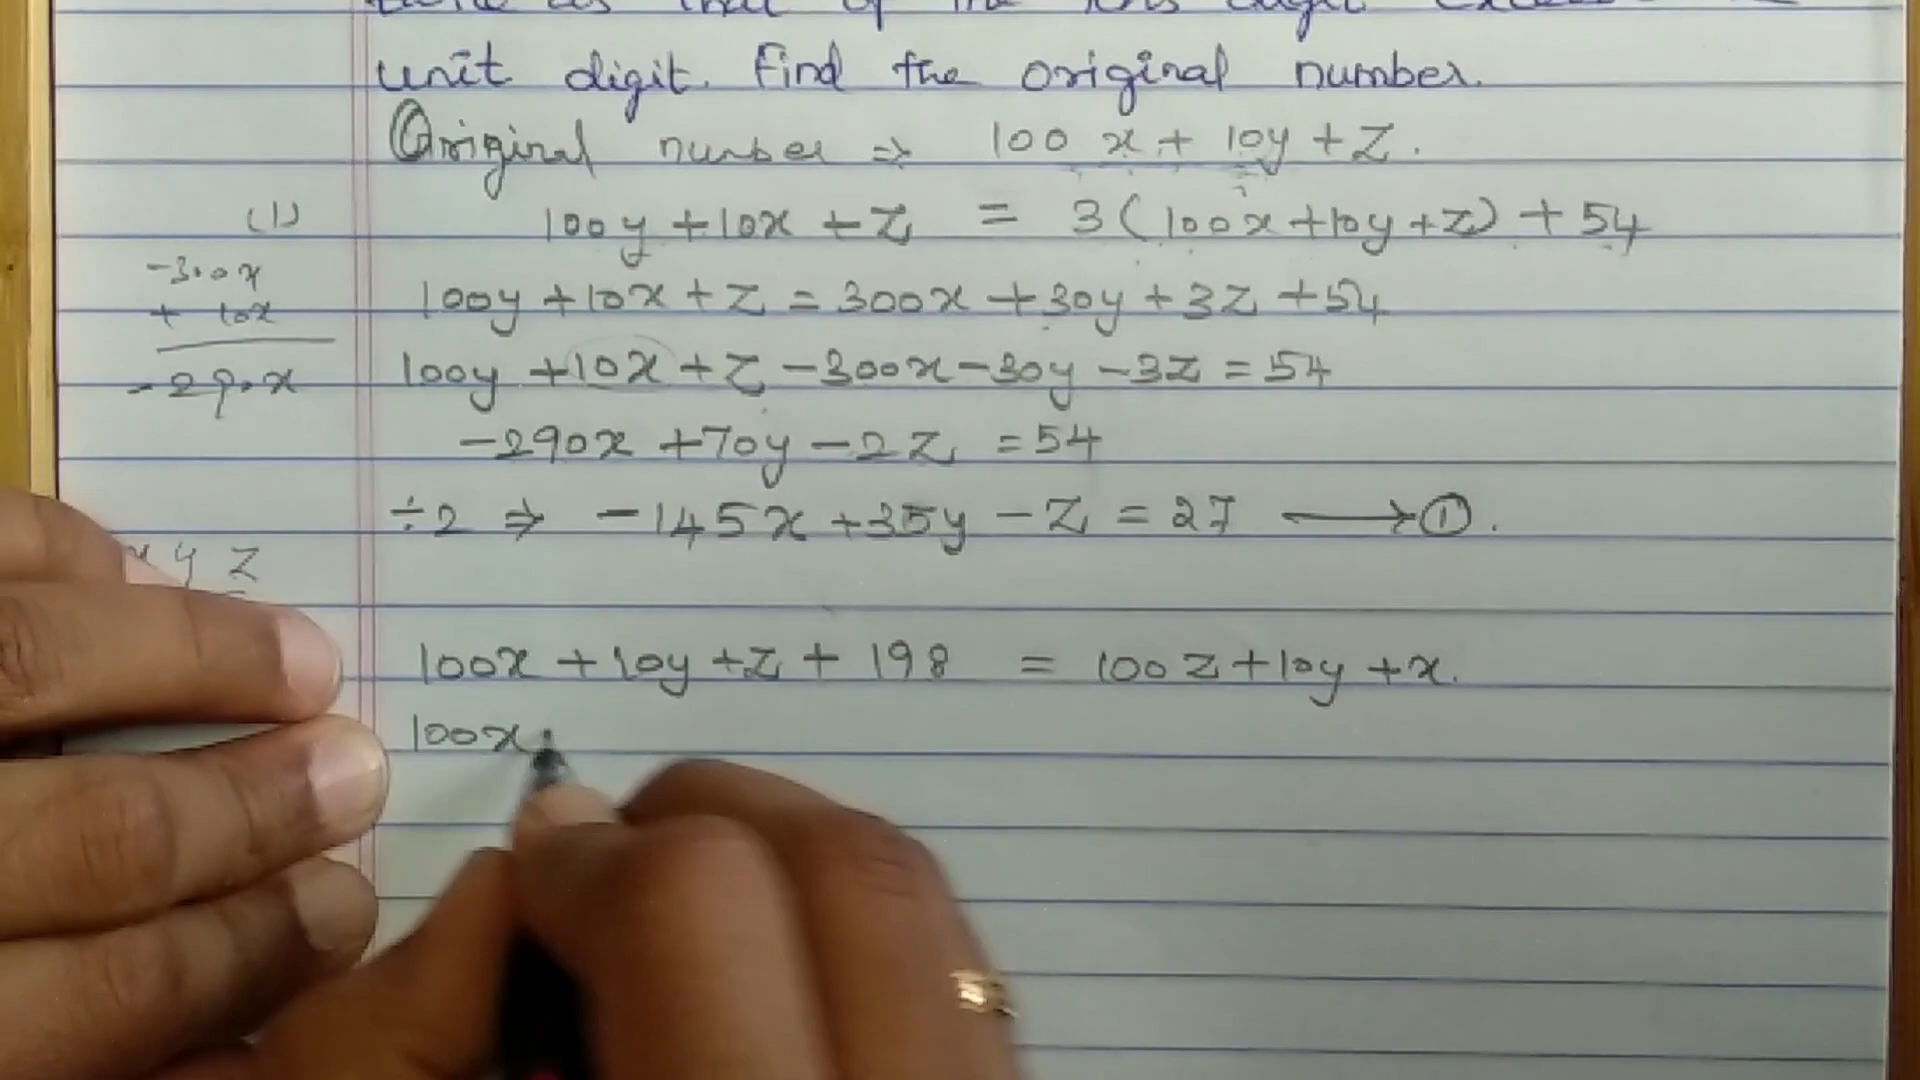 unit digit. Find the original number.
Original number ⇒ 100x + 10y + Z.
(1) 100y + 10x + Z = 3(100x + 10y + Z) + 54
-300x
+ 10x
-290x
100y + 10x + Z = 300x + 30y + 3Z + 54
100y + 10x + Z - 300x - 30y - 3Z = 54
-290x + 70y - 2Z = 54
÷2 ⇒ -145x + 35y - Z = 27 ⟶ ①.
y Z
100x + 10y + Z + 198 = 100Z + 10y + x.
100x